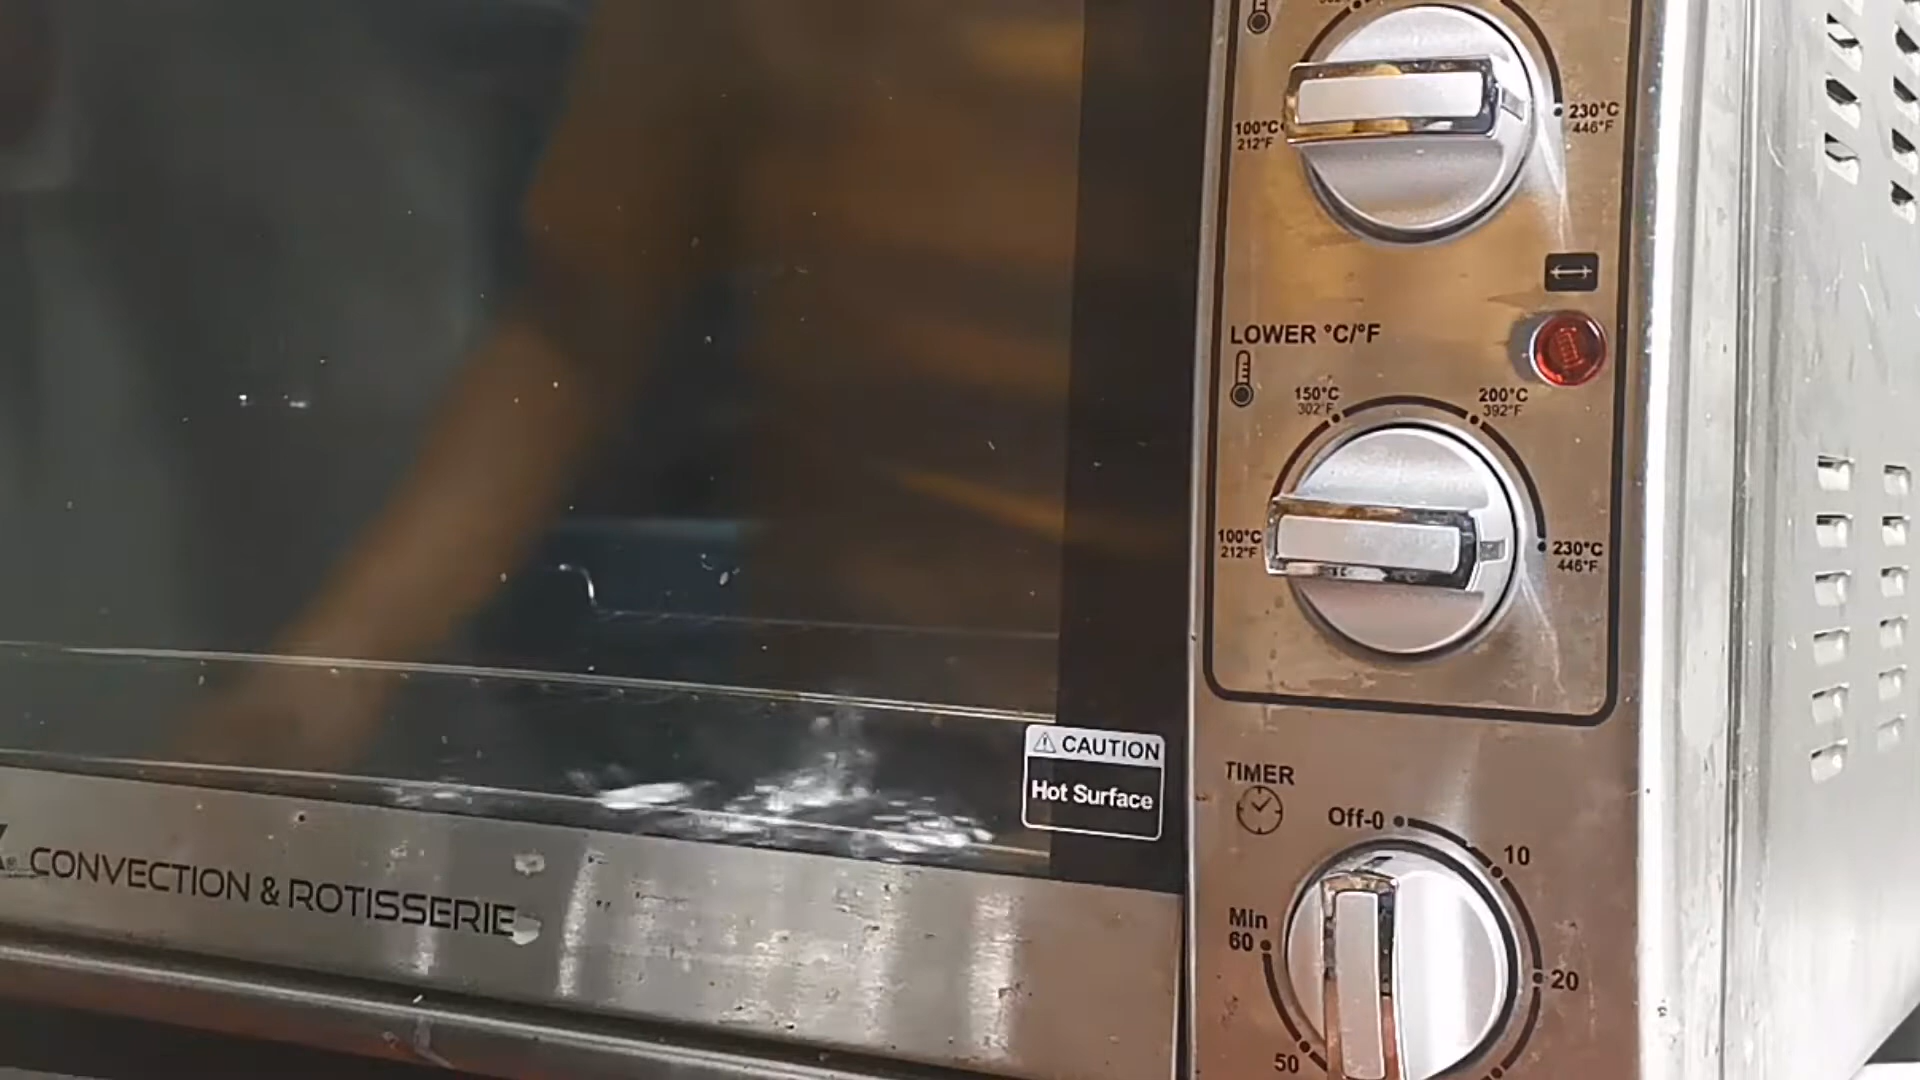 100°C
212°F
230°C
446°F
LOWER °C/°F
150°C
302°F
200°C
392°F
100°C
212°F
230°C
446°F
CAUTION
Hot Surface
TIMER
Off-0
10
Min
60
20
50
CONVECTION & ROTISSERIE